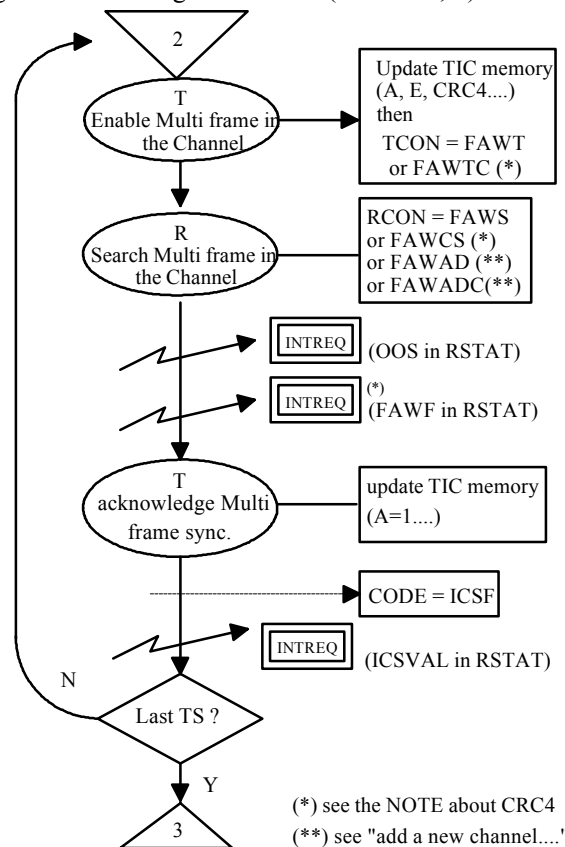 2
T
Enable Multi frame in
the Channel
Update TIC memory
(A, E, CRC4....)
then
TCON = FAWT
or FAWTC (*)
R
Search Multi frame in
the Channel
RCON = FAWS
or FAWCS (*)
or FAWAD (**)
or FAWADC(**)
INTREQ (OOS in RSTAT)
(*)
INTREQ (FAWF in RSTAT)
T
acknowledge Multi
frame sync.
update TIC memory
(A=1....)
CODE = ICSF
INTREQ (ICSVAL in RSTAT)
N
Last TS ?
Y
3
(*) see the NOTE about CRC4
(**) see "add a new channel....'